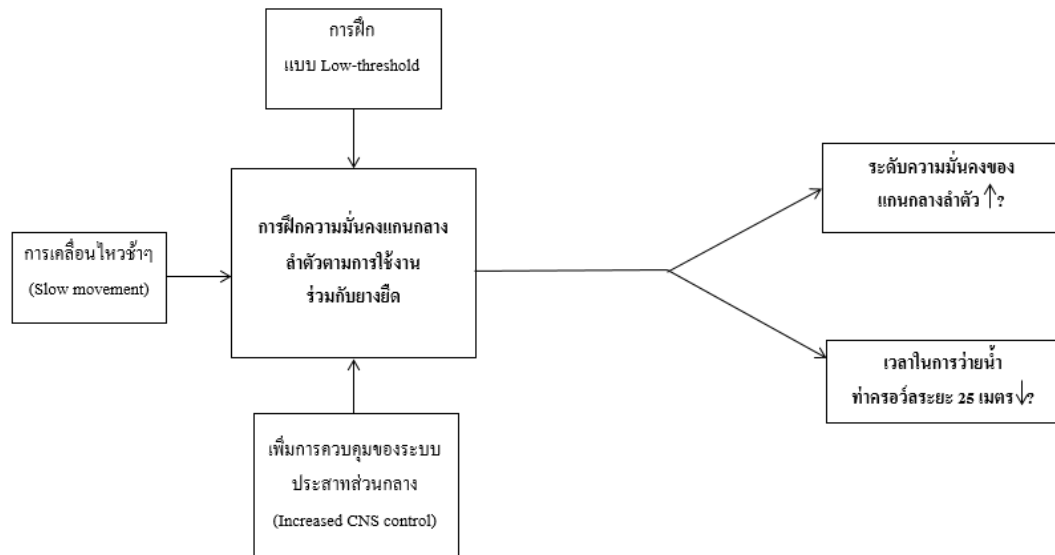 การฝึก
แบบ Low-threshold
การเคลื่อนไหวช้าๆ
(Slow movement)
การฝึกความมั่นคงแกนกลาง
ลำตัวตามการใช้งาน
ร่วมกับยางยืด
เพิ่มการควบคุมของระบบ
ประสาทส่วนกลาง
(Increased CNS control)
ระดับความมั่นคงของ
แกนกลางลำตัว ↑?
เวลาในการว่ายน้ำ
ท่าครอว์ลระยะ 25 เมตร ↓?